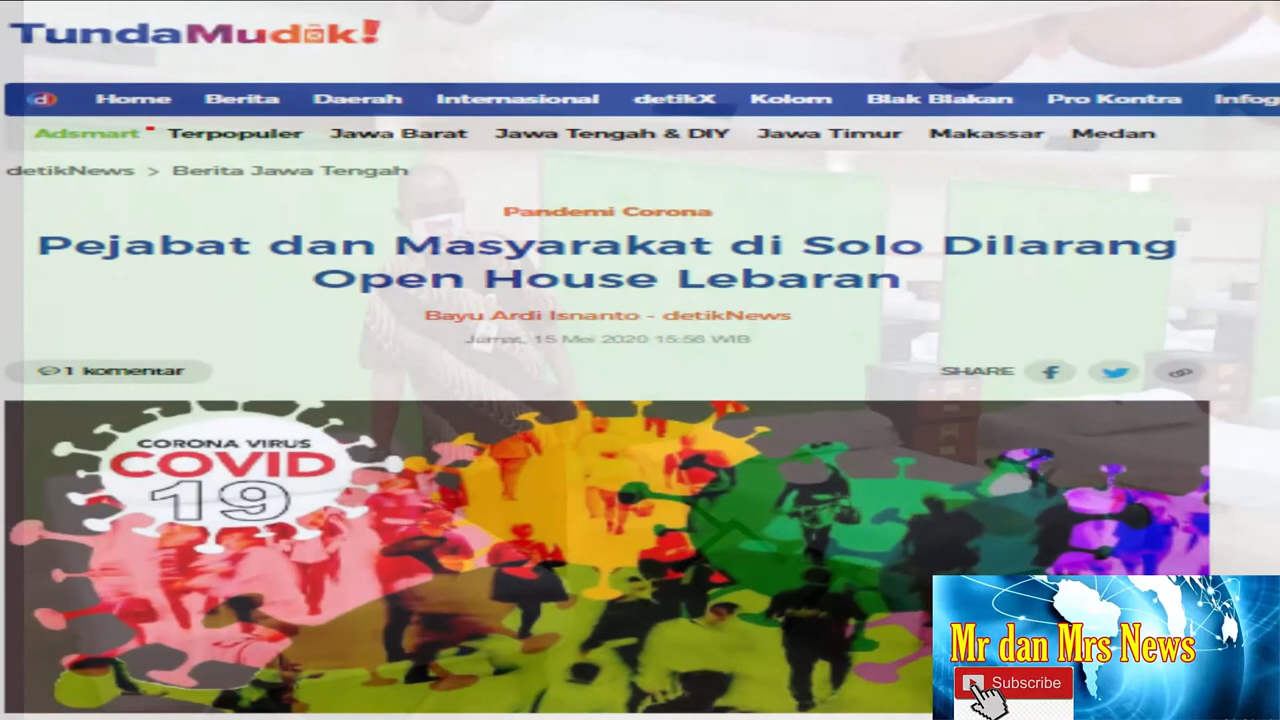 TundaMudik!
d Home Berita Daerah Internasional detikX Kolom Blak Blakan Pro Kontra Infog
Adsmart Terpopuler Jawa Barat Jawa Tengah & DIY Jawa Timur Makassar Medan
detikNews > Berita Jawa Tengah
Pandemi Corona
Pejabat dan Masyarakat di Solo Dilarang
Open House Lebaran
Bayu Ardi Isnanto - detikNews
Jumat, 15 Mei 2020 15:56 WIB
1 komentar
SHARE
CORONA VIRUS
COVID
19
Mr dan Mrs News
Subscribe